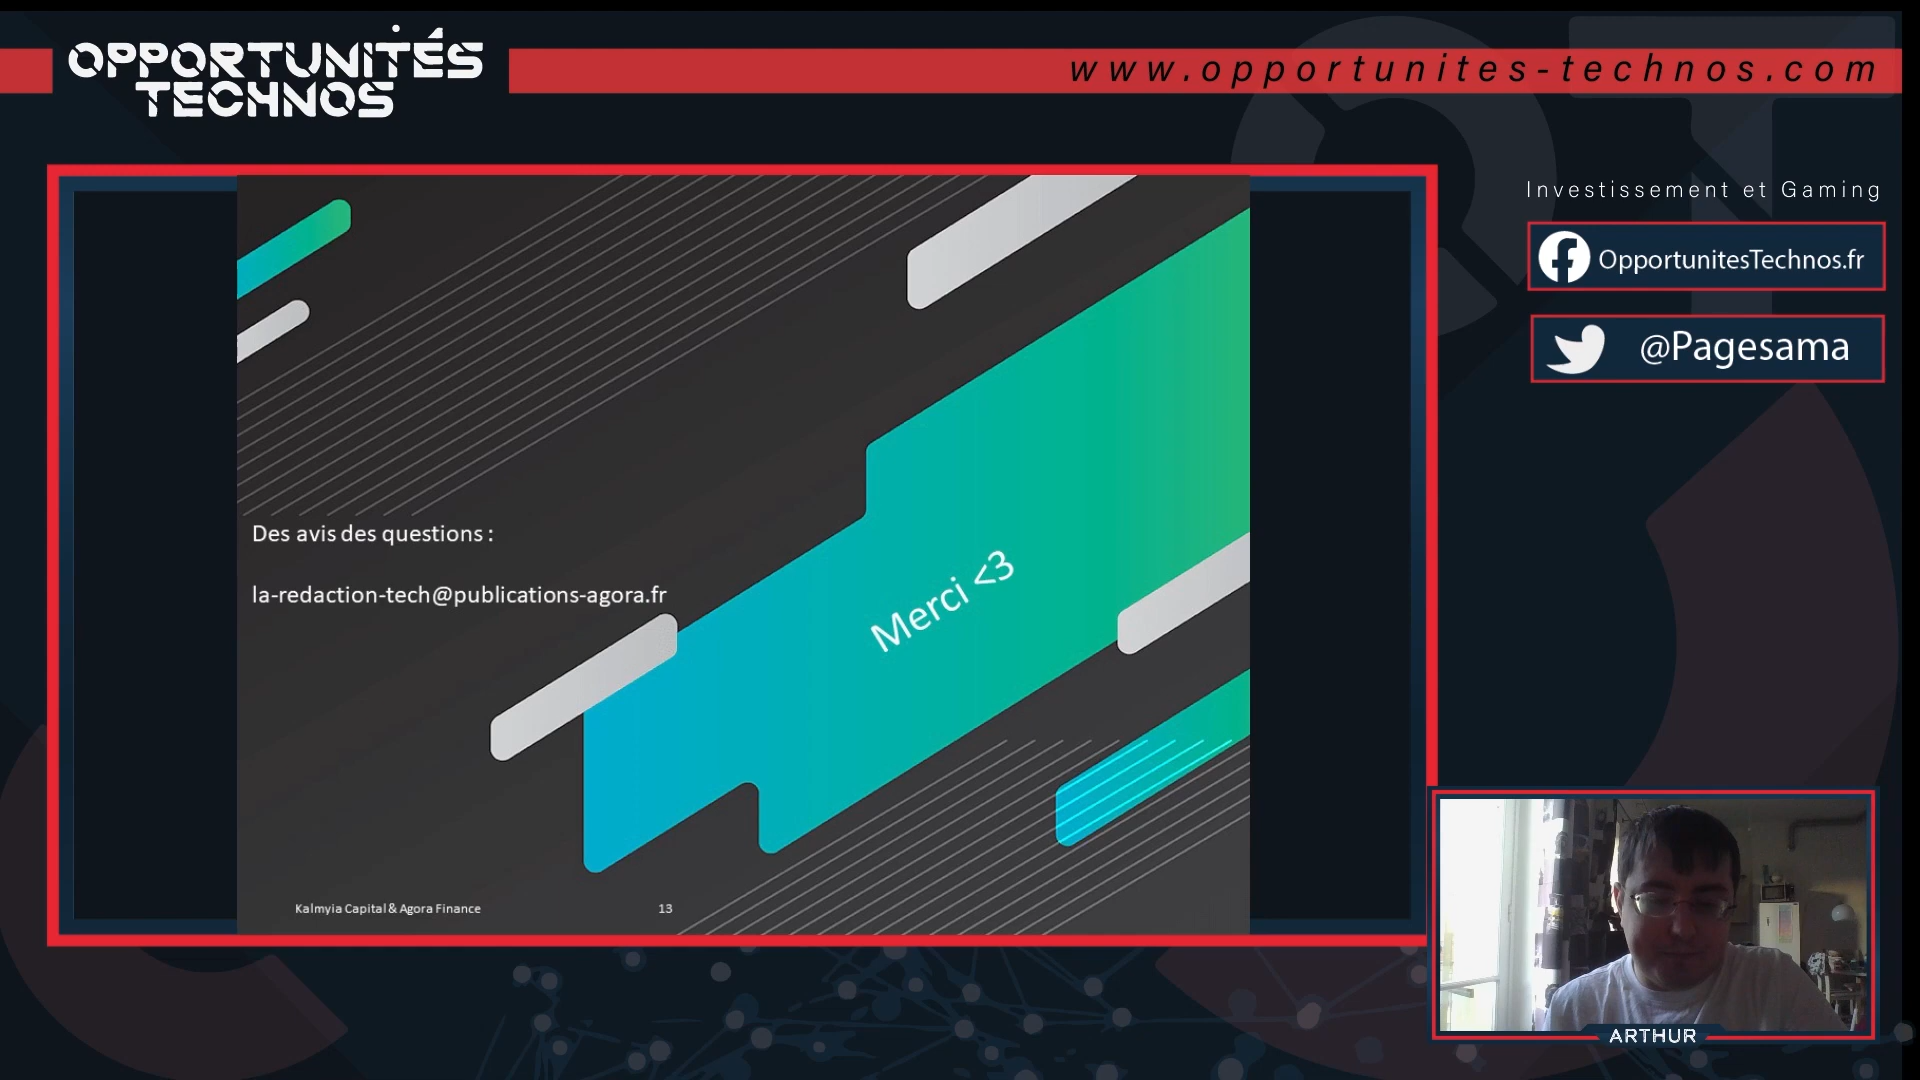 OPPORTUNITÉS
TECHNOS
www.opportunites-technos.com
Investissement et Gaming
OpportunitesTechnos.fr
@Pagesama
Des avis des questions :
la-redaction-tech@publications-agora.fr
Merci <3
Kalmyia Capital & Agora Finance
13
ARTHUR